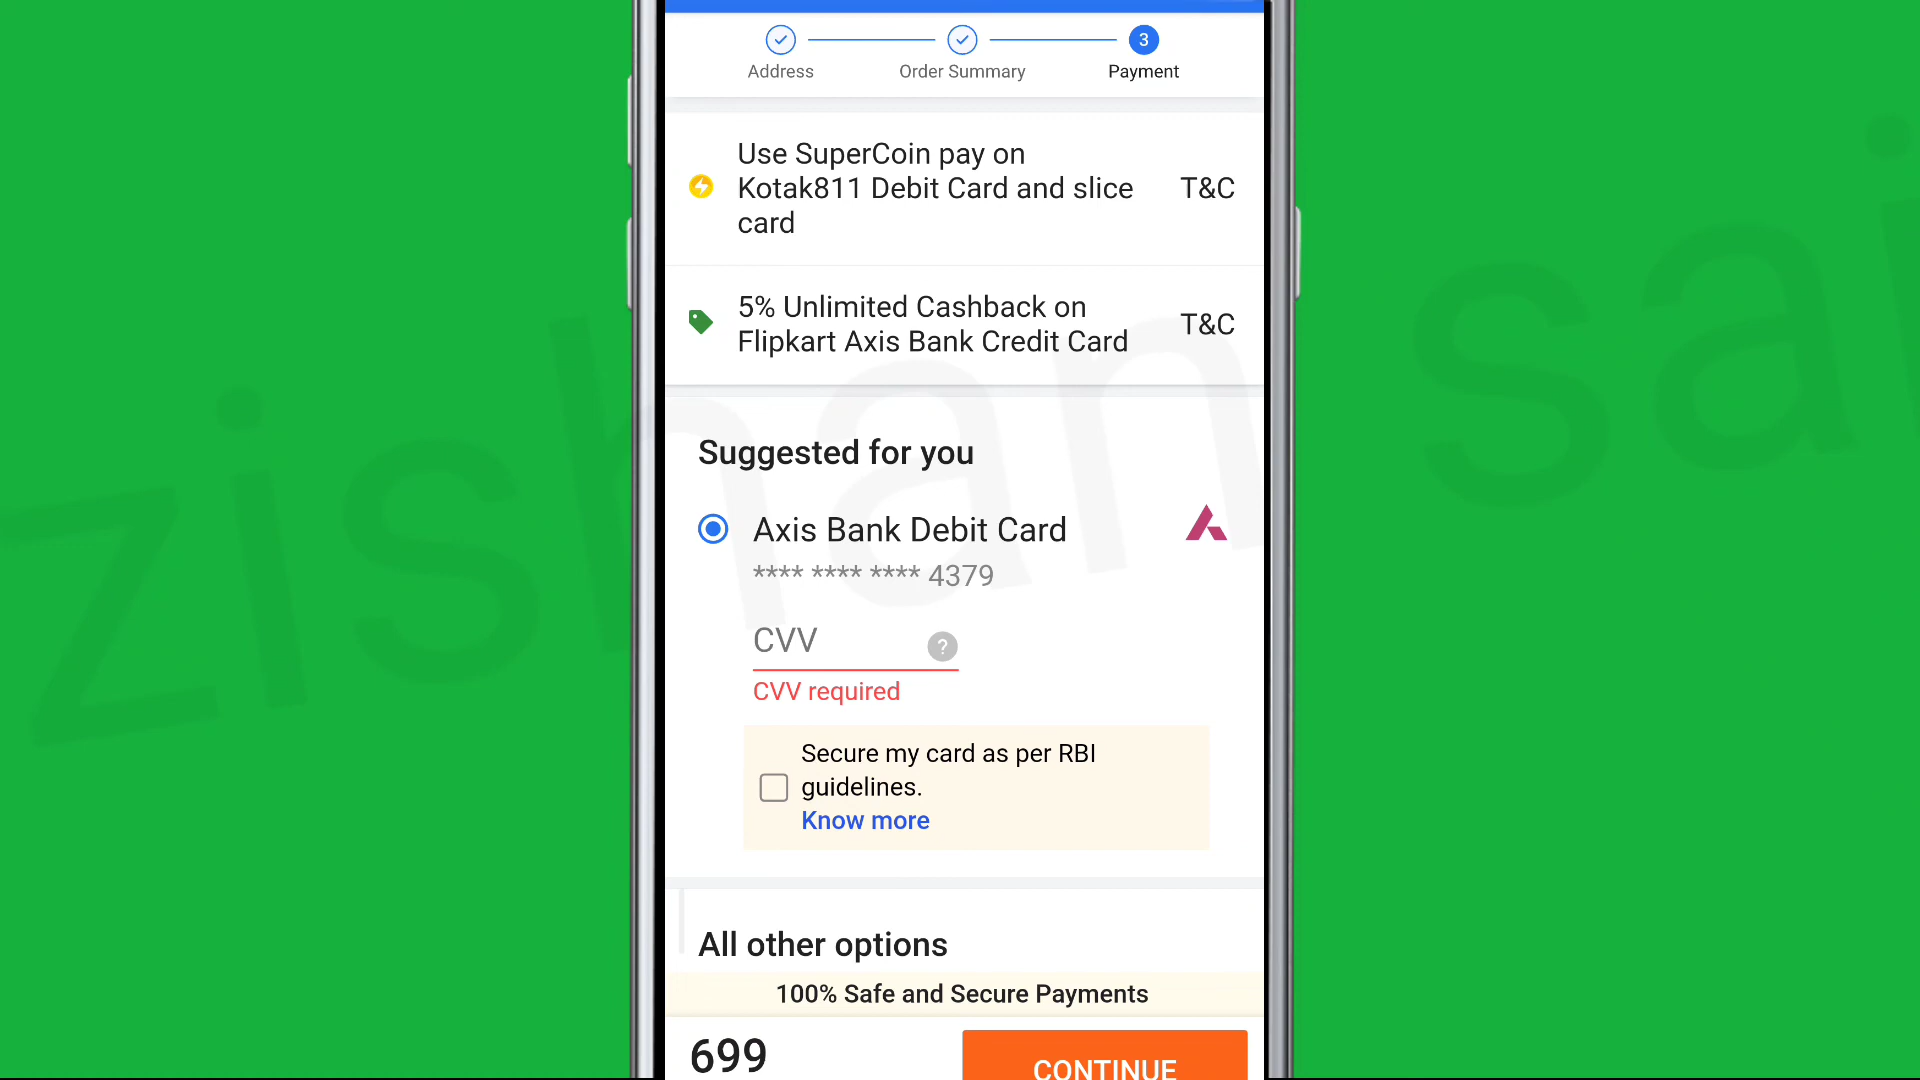 3
Address
Order Summary
Payment
Use SuperCoin pay on
Kotak811 Debit Card and slice
card
T&C
5% Unlimited Cashback on
Flipkart Axis Bank Credit Card
T&C
Suggested for you
Axis Bank Debit Card
**** **** **** 4379
CVV
?
CVV required
Secure my card as per RBI
guidelines.
Know more
All other options
100% Safe and Secure Payments
699
CONTINUE
zishan